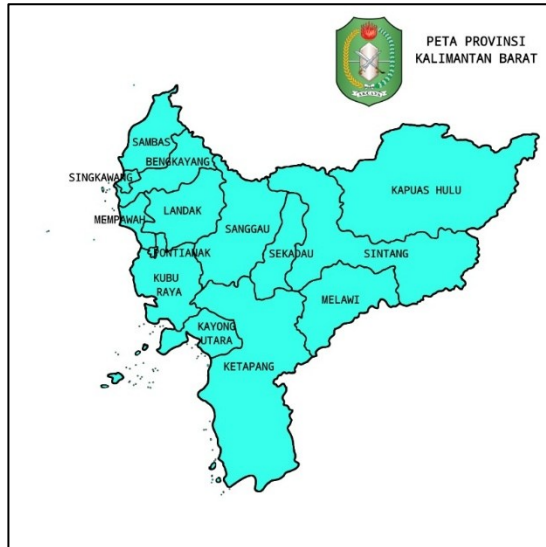 PETA PROVINSI
KALIMANTAN BARAT
SAMBAS
BENGKAYANG
SINGKAWANG
KAPUAS HULU
LANDAK
MEMPAWAH
SANGGAU
PONTIANAK
SEKADAU
SINTANG
KUBU
RAYA
MELAWI
KAYONG
UTARA
KETAPANG